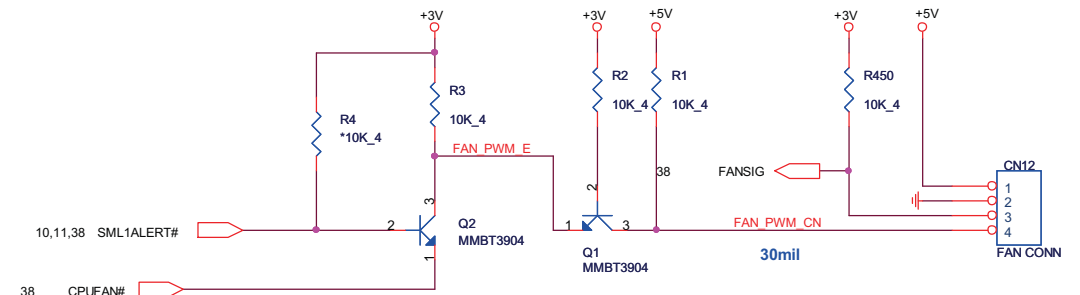 +3V
+3V
+5V
+3V
+5V
R3
10K_4
R4
*10K_4
R2
10K_4
R1
10K_4
R450
10K_4
FAN_PWM_E
38
FANSIG
CN12
1
2
3
4
FAN CONN
3
2
1
Q2
MMBT3904
2
1
3
Q1
MMBT3904
FAN_PWM_CN
30mil
10,11,38 SML1ALERT#
38 CPUFAN#